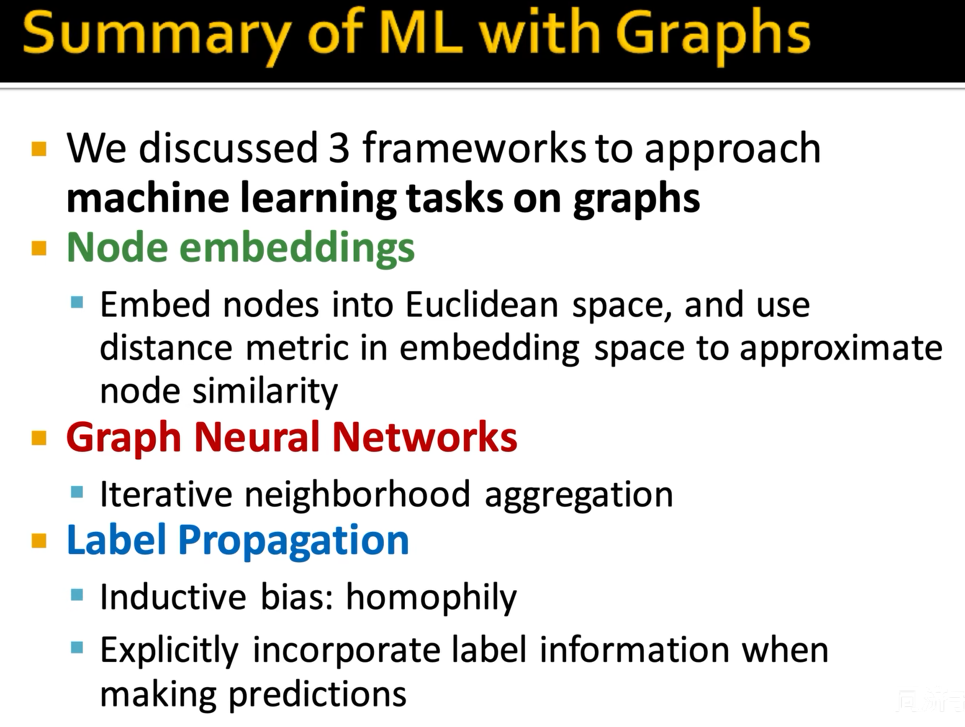 Summary of ML with Graphs
We discussed 3 frameworks to approach
machine learning tasks on graphs
Node embeddings
Embed nodes into Euclidean space, and use
distance metric in embedding space to approximate
node similarity
Graph Neural Networks
Iterative neighborhood aggregation
Label Propagation
Inductive bias: homophily
Explicitly incorporate label information when
making predictions